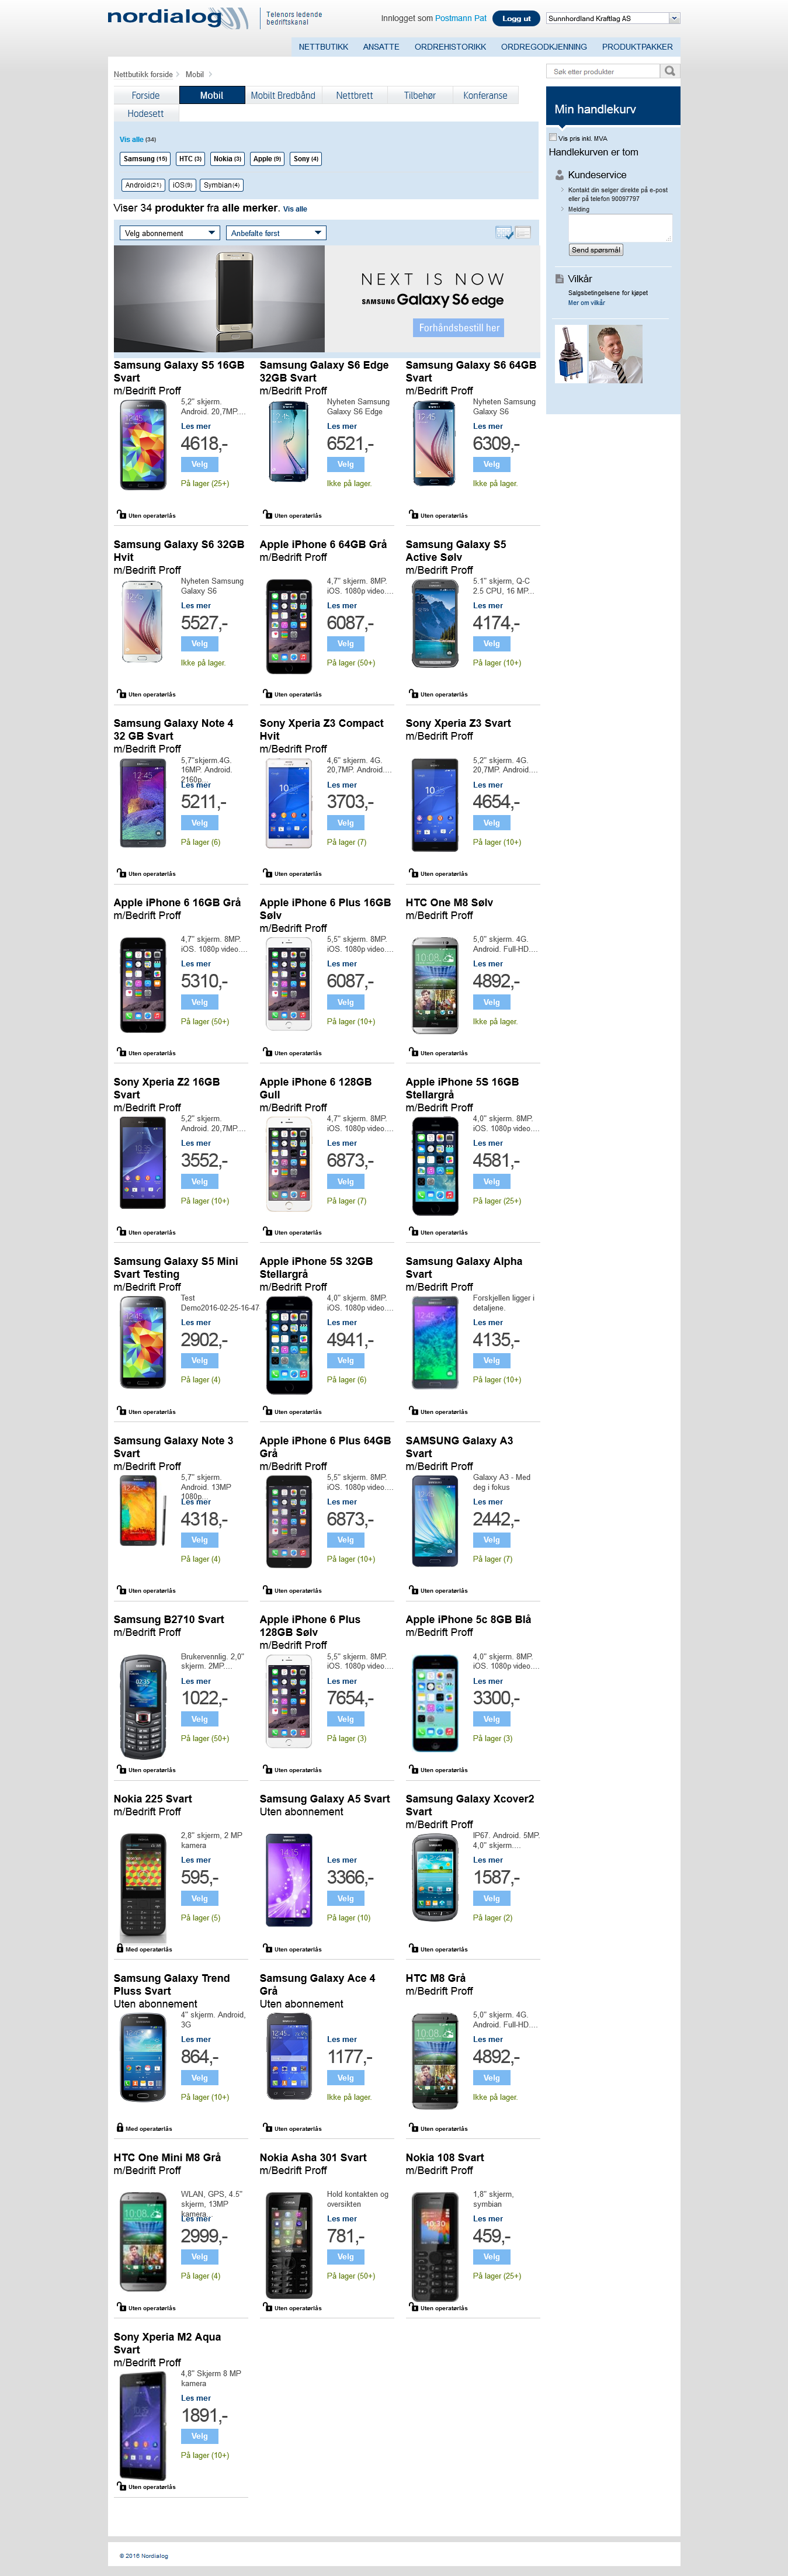 nordialog
Telenors ledende
bedriftskanal
Innlogget som Postmann Pat
Logg ut
Sunnhordland Kraftlag AS
NETTBUTIKK ANSATTE ORDREHISTORIKK ORDREGODKJENNING PRODUKTPAKKER
Nettbutikk forside > Mobil >
Søk etter produkter
Forside Mobil Mobilt Bredbånd Nettbrett Tilbehør Konferanse
Hodesett
Vis alle (34)
Samsung (15) HTC (3) Nokia (3) Apple (9) Sony (4)
Android(21) iOS(9) Symbian(4)
Viser 34 produkter fra alle merker. Vis alle
Velg abonnement
Anbefalte først
Min handlekurv
Vis pris inkl. MVA
Handlekurven er tom
Kundeservice
Kontakt din selger direkte på e-post
eller på telefon 90097797
Melding
Send spørsmål
Vilkår
Salgsbetingelsene for kjøpet
Mer om vilkår
NEXT IS NOW
SAMSUNG Galaxy S6 edge
Forhåndsbestill her
Samsung Galaxy S5 16GB
Svart
m/Bedrift Proff
5,2" skjerm.
Android. 20,7MP....
Les mer
4618,-
Velg
På lager (25+)
Uten operatørlås
Samsung Galaxy S6 Edge
32GB Svart
m/Bedrift Proff
Nyheten Samsung
Galaxy S6 Edge
Les mer
6521,-
Velg
Ikke på lager.
Uten operatørlås
Samsung Galaxy S6 64GB
Svart
m/Bedrift Proff
Nyheten Samsung
Galaxy S6
Les mer
6309,-
Velg
Ikke på lager.
Uten operatørlås
Samsung Galaxy S6 32GB
Hvit
m/Bedrift Proff
Nyheten Samsung
Galaxy S6
Les mer
5527,-
Velg
Ikke på lager.
Uten operatørlås
Apple iPhone 6 64GB Grå
m/Bedrift Proff
4,7" skjerm. 8MP.
iOS. 1080p video....
Les mer
6087,-
Velg
På lager (50+)
Uten operatørlås
Samsung Galaxy S5
Active Sølv
m/Bedrift Proff
5.1" skjerm, Q-C
2.5 CPU, 16 MP...
Les mer
4174,-
Velg
På lager (10+)
Uten operatørlås
Samsung Galaxy Note 4
32 GB Svart
m/Bedrift Proff
5,7"skjerm.4G.
16MP. Android.
2160p....
Les mer
5211,-
Velg
På lager (6)
Uten operatørlås
Sony Xperia Z3 Compact
Hvit
m/Bedrift Proff
4,6" skjerm. 4G.
20,7MP. Android....
Les mer
3703,-
Velg
På lager (7)
Uten operatørlås
Sony Xperia Z3 Svart
m/Bedrift Proff
5,2" skjerm. 4G.
20,7MP. Android....
Les mer
4654,-
Velg
På lager (10+)
Uten operatørlås
Apple iPhone 6 16GB Grå
m/Bedrift Proff
4,7" skjerm. 8MP.
iOS. 1080p video....
Les mer
5310,-
Velg
På lager (50+)
Uten operatørlås
Apple iPhone 6 Plus 16GB
Sølv
m/Bedrift Proff
5,5" skjerm. 8MP.
iOS. 1080p video....
Les mer
6087,-
Velg
På lager (10+)
Uten operatørlås
HTC One M8 Sølv
m/Bedrift Proff
5,0" skjerm. 4G.
Android. Full-HD....
Les mer
4892,-
Velg
Ikke på lager.
Uten operatørlås
Sony Xperia Z2 16GB
Svart
m/Bedrift Proff
5,2" skjerm.
Android. 20,7MP....
Les mer
3552,-
Velg
På lager (10+)
Uten operatørlås
Apple iPhone 6 128GB
Gull
m/Bedrift Proff
4,7" skjerm. 8MP.
iOS. 1080p video....
Les mer
6873,-
Velg
På lager (7)
Uten operatørlås
Apple iPhone 5S 16GB
Stellargrå
m/Bedrift Proff
4,0" skjerm. 8MP.
iOS. 1080p video....
Les mer
4581,-
Velg
På lager (25+)
Uten operatørlås
Samsung Galaxy S5 Mini
Svart Testing
m/Bedrift Proff
Test
Demo2016-02-25-16-47
Les mer
2902,-
Velg
På lager (4)
Uten operatørlås
Apple iPhone 5S 32GB
Stellargrå
m/Bedrift Proff
4,0" skjerm. 8MP.
iOS. 1080p video....
Les mer
4941,-
Velg
På lager (6)
Uten operatørlås
Samsung Galaxy Alpha
Svart
m/Bedrift Proff
Forskjellen ligger i
detaljene.
Les mer
4135,-
Velg
På lager (10+)
Uten operatørlås
Samsung Galaxy Note 3
Svart
m/Bedrift Proff
5,7" skjerm.
Android. 13MP
1080p....
Les mer
4318,-
Velg
På lager (4)
Uten operatørlås
Apple iPhone 6 Plus 64GB
Grå
m/Bedrift Proff
5,5" skjerm. 8MP.
iOS. 1080p video....
Les mer
6873,-
Velg
På lager (10+)
Uten operatørlås
SAMSUNG Galaxy A3
Svart
m/Bedrift Proff
Galaxy A3 - Med
deg i fokus
Les mer
2442,-
Velg
På lager (7)
Uten operatørlås
Samsung B2710 Svart
m/Bedrift Proff
Brukervennlig. 2,0"
skjerm. 2MP....
Les mer
1022,-
Velg
På lager (50+)
Uten operatørlås
Apple iPhone 6 Plus
128GB Sølv
m/Bedrift Proff
5,5" skjerm. 8MP.
iOS. 1080p video....
Les mer
7654,-
Velg
På lager (3)
Uten operatørlås
Apple iPhone 5c 8GB Blå
m/Bedrift Proff
4,0" skjerm. 8MP.
iOS. 1080p video....
Les mer
3300,-
Velg
På lager (3)
Uten operatørlås
Nokia 225 Svart
m/Bedrift Proff
2,8" skjerm, 2 MP
kamera
Les mer
595,-
Velg
På lager (5)
Med operatørlås
Samsung Galaxy A5 Svart
Uten abonnement
Les mer
3366,-
Velg
På lager (10)
Uten operatørlås
Samsung Galaxy Xcover2
Svart
m/Bedrift Proff
IP67. Android. 5MP.
4,0" skjerm....
Les mer
1587,-
Velg
På lager (2)
Uten operatørlås
Samsung Galaxy Trend
Pluss Svart
Uten abonnement
4" skjerm. Android,
3G
Les mer
864,-
Velg
På lager (10+)
Med operatørlås
Samsung Galaxy Ace 4
Grå
Uten abonnement
Les mer
1177,-
Velg
Ikke på lager.
Uten operatørlås
HTC M8 Grå
m/Bedrift Proff
5,0" skjerm. 4G.
Android. Full-HD....
Les mer
4892,-
Velg
Ikke på lager.
Uten operatørlås
HTC One Mini M8 Grå
m/Bedrift Proff
WLAN, GPS, 4.5"
skjerm, 13MP
kamera...
Les mer
2999,-
Velg
På lager (4)
Uten operatørlås
Nokia Asha 301 Svart
m/Bedrift Proff
Hold kontakten og
oversikten
Les mer
781,-
Velg
På lager (50+)
Uten operatørlås
Nokia 108 Svart
m/Bedrift Proff
1,8" skjerm,
symbian
Les mer
459,-
Velg
På lager (25+)
Uten operatørlås
Sony Xperia M2 Aqua
Svart
m/Bedrift Proff
4,8" Skjerm 8 MP
kamera
Les mer
1891,-
Velg
På lager (10+)
Uten operatørlås
© 2016 Nordialog